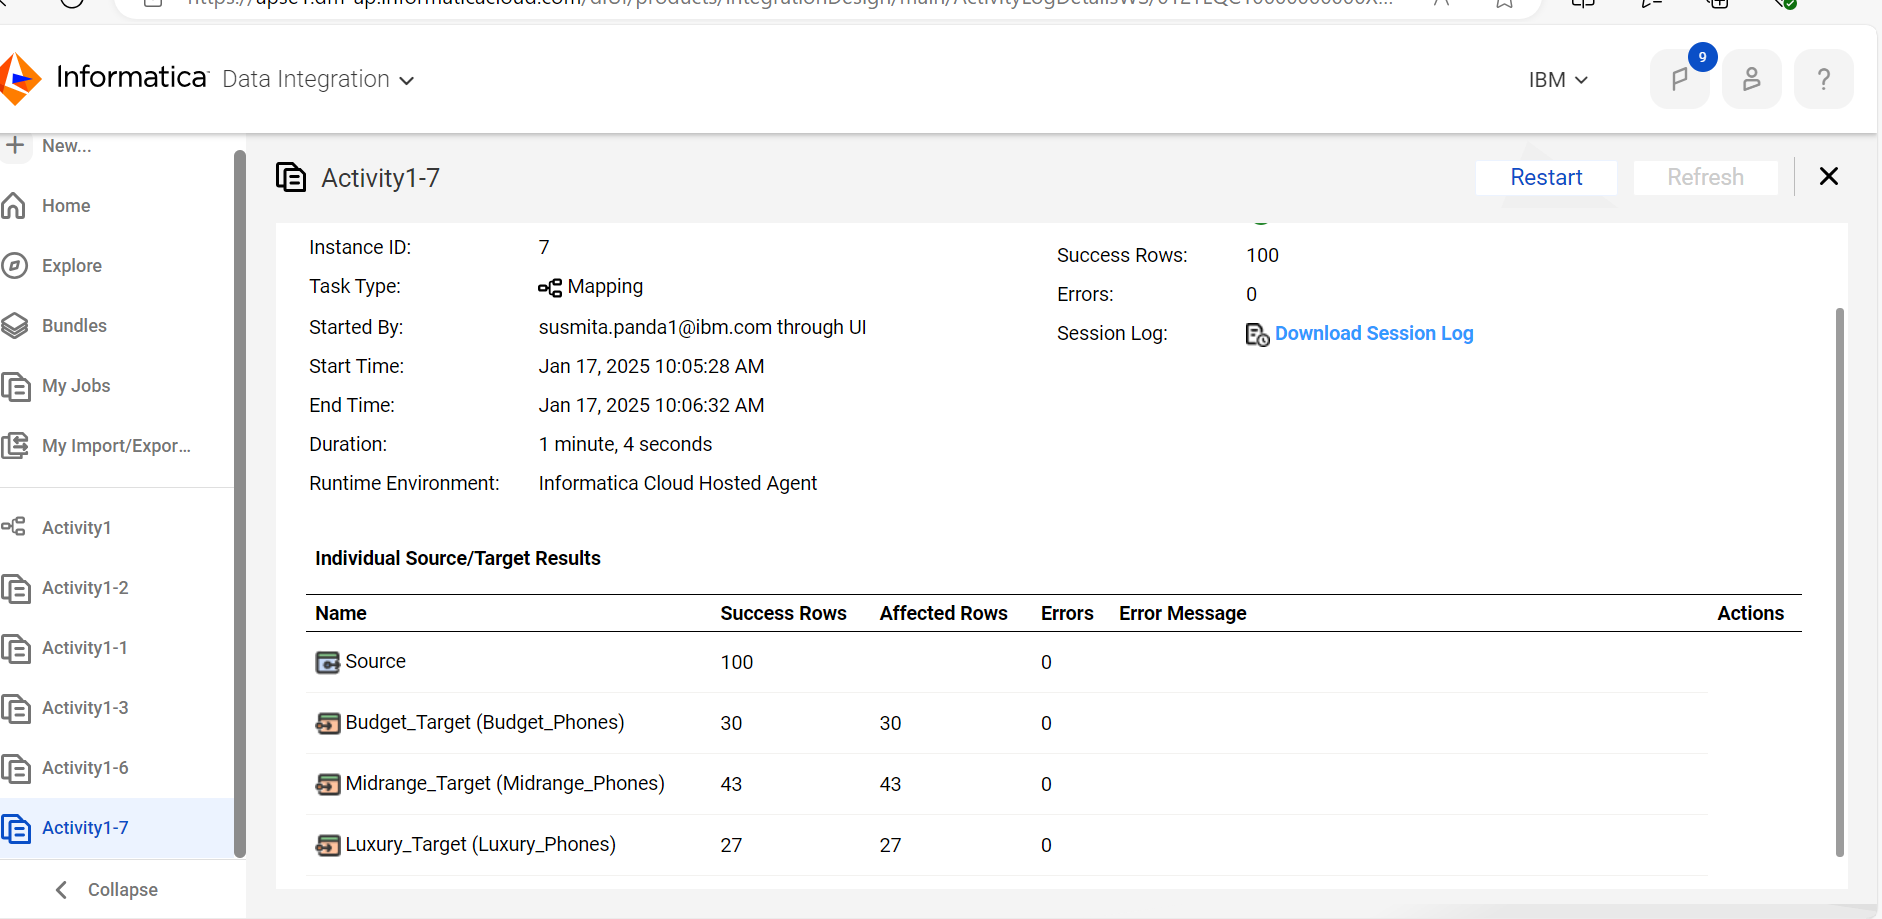 Informatica Data Integration
IBM
9
?
New...
Home
Explore
Bundles
My Jobs
My Import/Expor...
Activity1
Activity1-2
Activity1-1
Activity1-3
Activity1-6
Activity1-7
Collapse
Activity1-7
Restart
Refresh
Instance ID: 7
Task Type: Mapping
Started By: susmita.panda1@ibm.com through UI
Start Time: Jan 17, 2025 10:05:28 AM
End Time: Jan 17, 2025 10:06:32 AM
Duration: 1 minute, 4 seconds
Runtime Environment: Informatica Cloud Hosted Agent
Success Rows: 100
Errors: 0
Session Log: Download Session Log
Individual Source/Target Results
Name Success Rows Affected Rows Errors Error Message Actions
Source 100 0
Budget_Target (Budget_Phones) 30 30 0
Midrange_Target (Midrange_Phones) 43 43 0
Luxury_Target (Luxury_Phones) 27 27 0